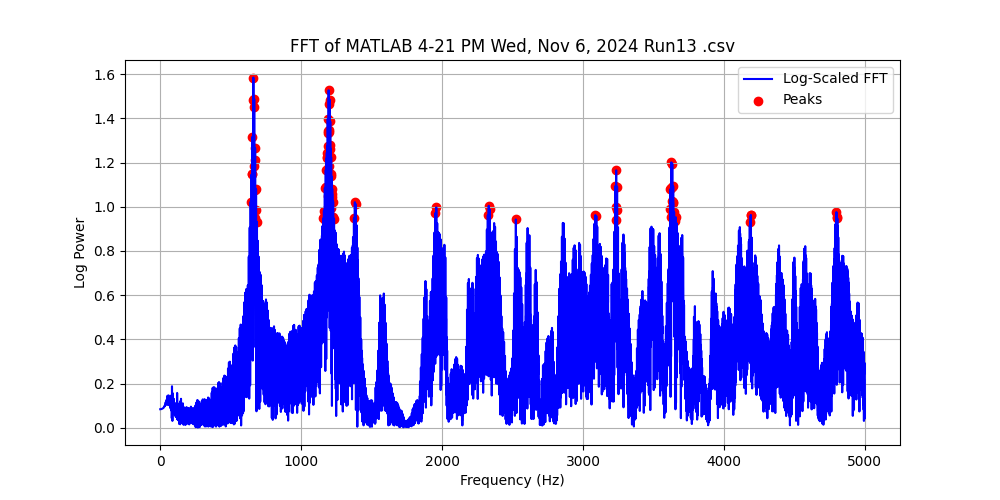 FFT of MATLAB 4-21 PM Wed, Nov 6, 2024 Run13 .csv
Log-Scaled FFT
Peaks
Log Power
1.6
1.4
1.2
1.0
0.8
0.6
0.4
0.2
0.0
0 1000 2000 3000 4000 5000
Frequency (Hz)